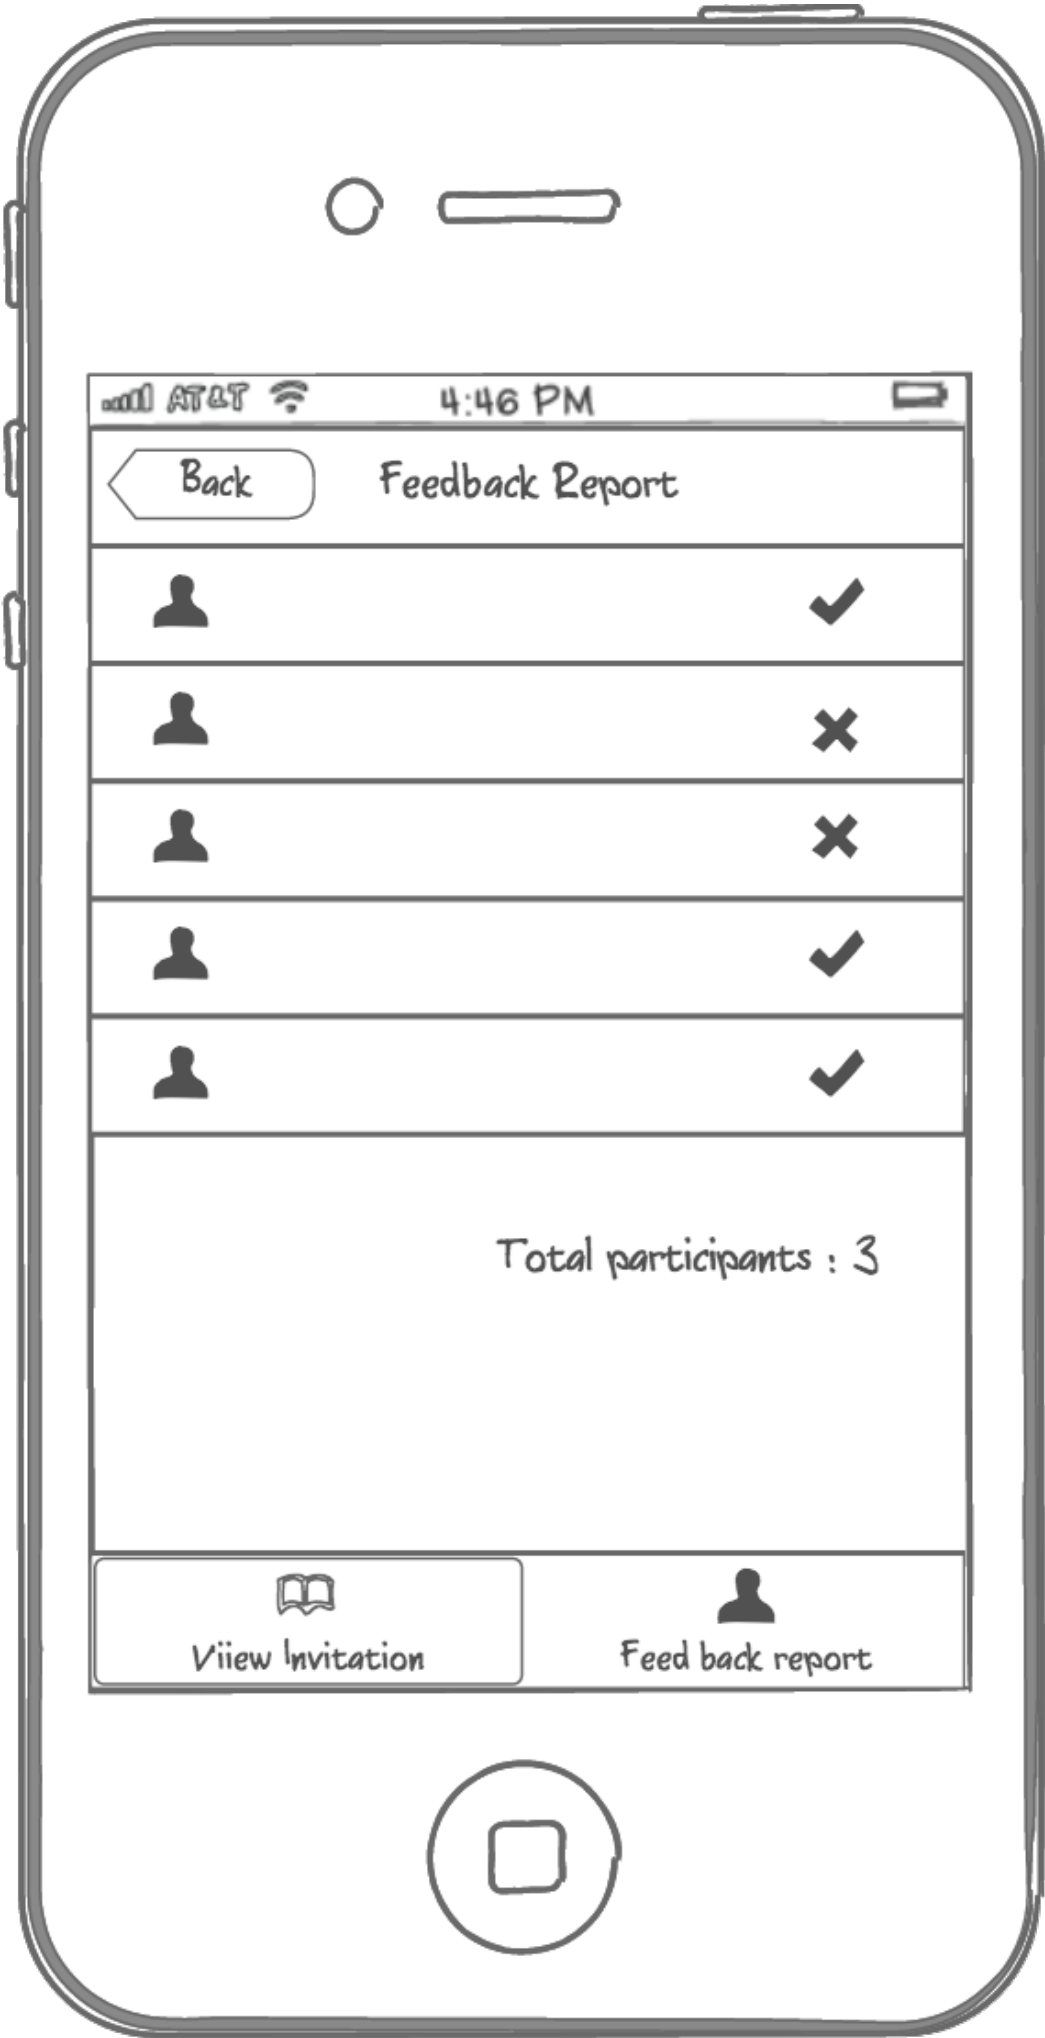 AT&T 4:46 PM
Back Feedback Report
Total participants : 3
Viiew Invitation Feed back report